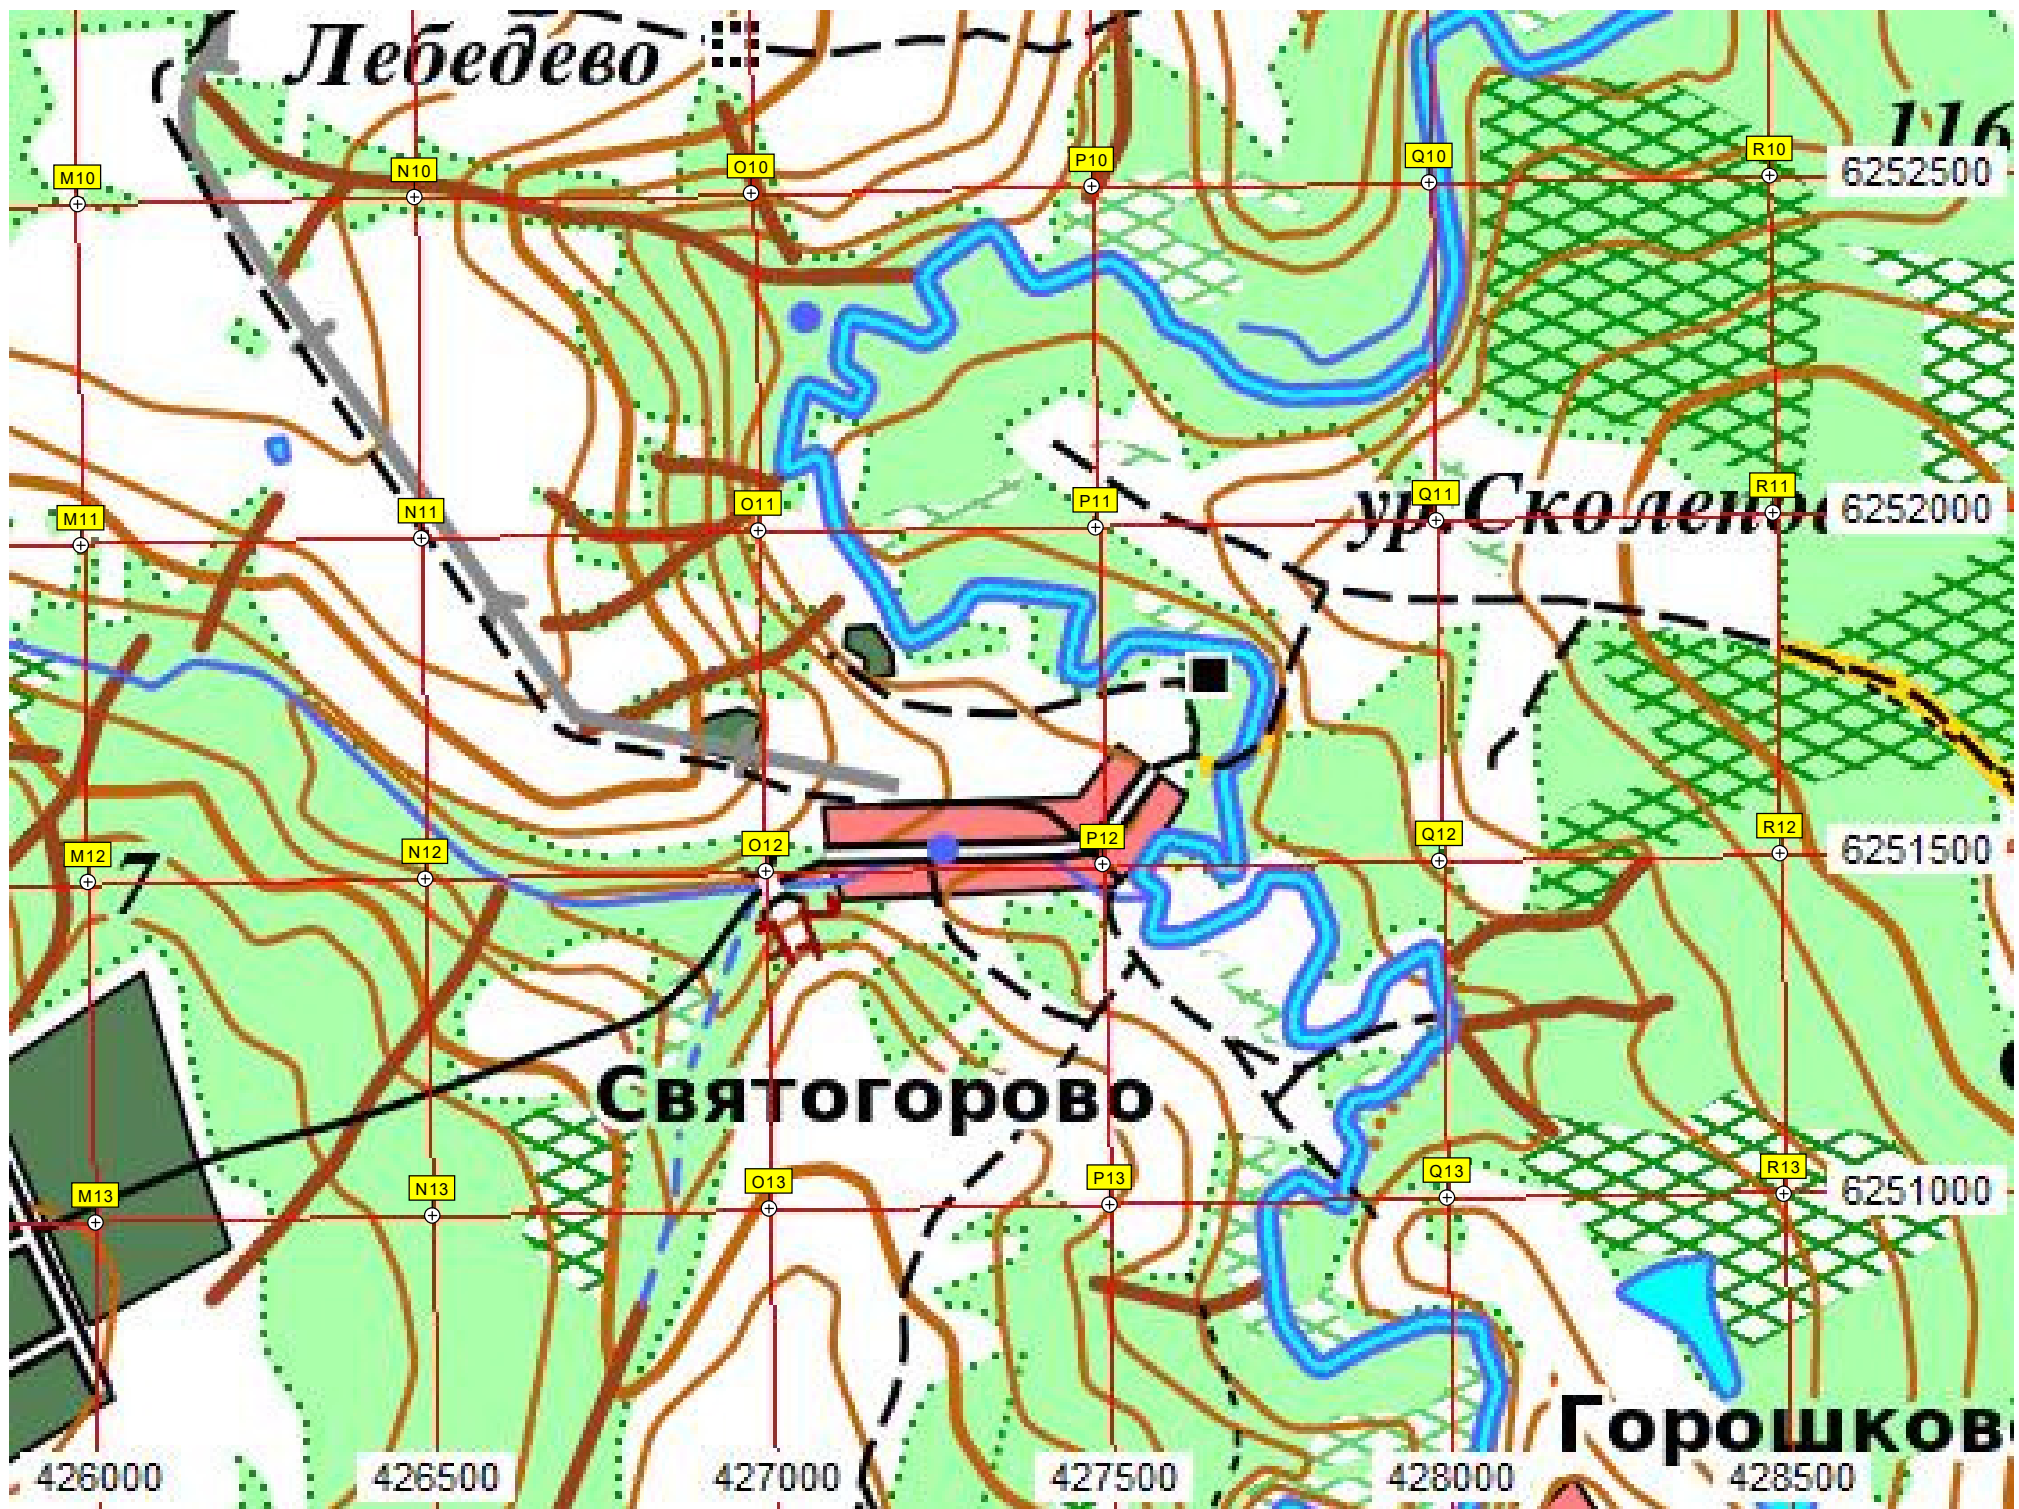 Лебедево
116
M10 N10 O10 P10 Q10 R10
6252500
M11 N11 O11 P11 Q11 R11
ур.Сколено
6252000
M12 N12 O12 P12 Q12 R12
6251500
7
Святогорово
M13 N13 O13 P13 Q13 R13
6251000
Горошков
426000 426500 427000 427500 428000 428500